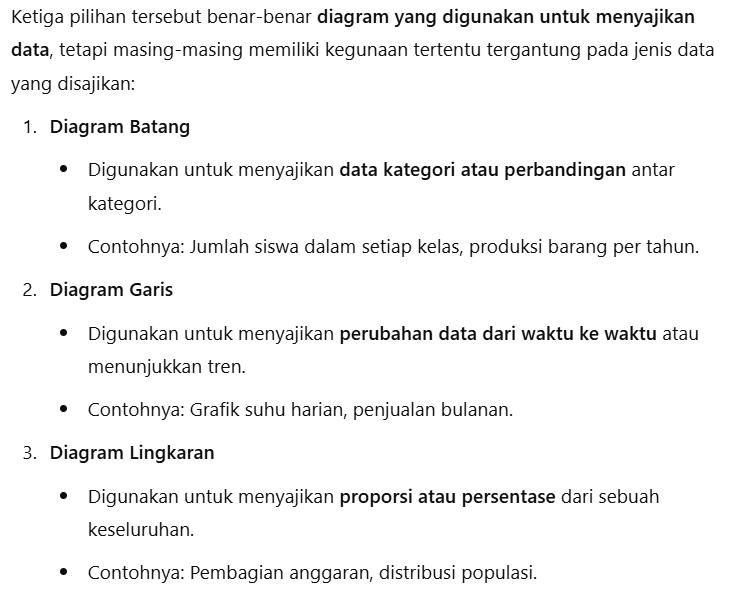 Ketiga pilihan tersebut benar-benar diagram yang digunakan untuk menyajikan
data, tetapi masing-masing memiliki kegunaan tertentu tergantung pada jenis data
yang disajikan:
1. Diagram Batang
• Digunakan untuk menyajikan data kategori atau perbandingan antar
kategori.
• Contohnya: Jumlah siswa dalam setiap kelas, produksi barang per tahun.
2. Diagram Garis
• Digunakan untuk menyajikan perubahan data dari waktu ke waktu atau
menunjukkan tren.
• Contohnya: Grafik suhu harian, penjualan bulanan.
3. Diagram Lingkaran
• Digunakan untuk menyajikan proporsi atau persentase dari sebuah
keseluruhan.
• Contohnya: Pembagian anggaran, distribusi populasi.